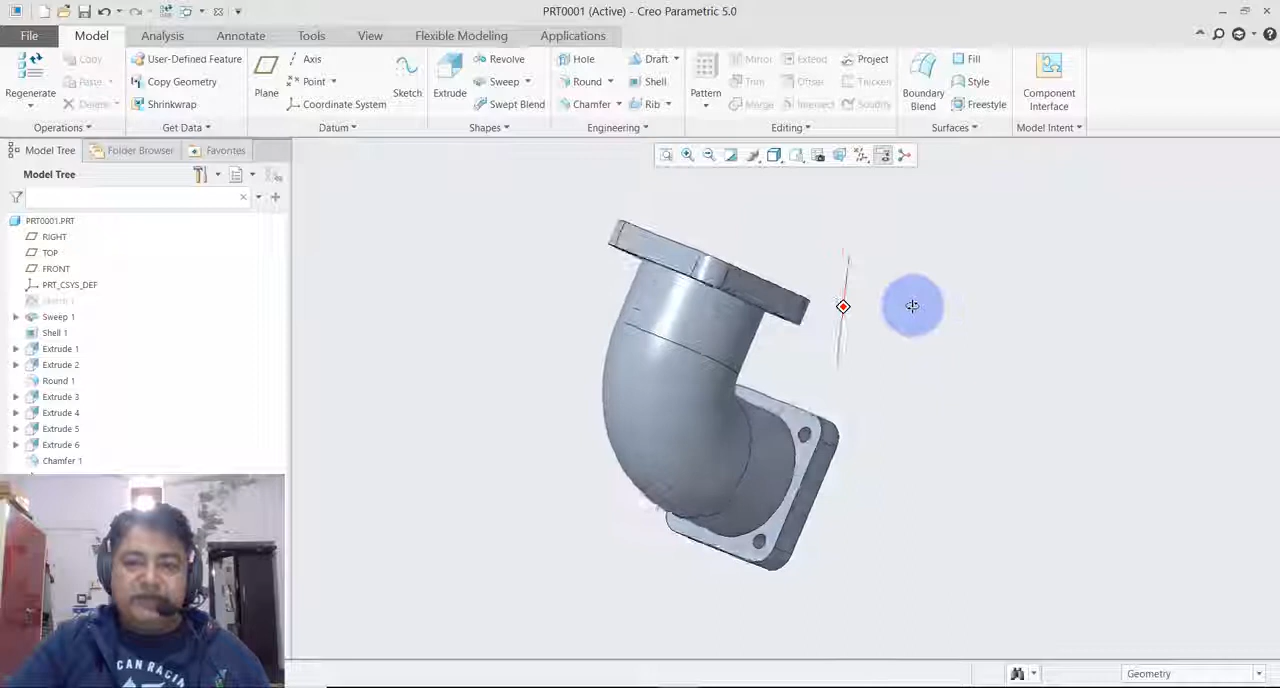 PRT0001 (Active) - Creo Parametric 5.0
File Model Analysis Annotate Tools View Flexible Modeling Applications
Regenerate
Copy
Paste
Delete
Operations
User-Defined Feature
Copy Geometry
Shrinkwrap
Get Data
Plane
Axis
Point
Coordinate System
Sketch
Datum
Extrude
Revolve
Sweep
Swept Blend
Shapes
Hole
Round
Chamfer
Draft
Shell
Rib
Engineering
Pattern
Mirror
Trim
Merge
Extend
Offset
Intersect
Project
Thicken
Solidify
Editing
Boundary
Blend
Fill
Style
Freestyle
Surfaces
Component
Interface
Model Intent
Model Tree Folder Browser Favorites
Model Tree
PRT0001.PRT
RIGHT
TOP
FRONT
PRT_CSYS_DEF
Sketch 1
Sweep 1
Shell 1
Extrude 1
Extrude 2
Round 1
Extrude 3
Extrude 4
Extrude 5
Extrude 6
Chamfer 1
CAN RACING
Geometry